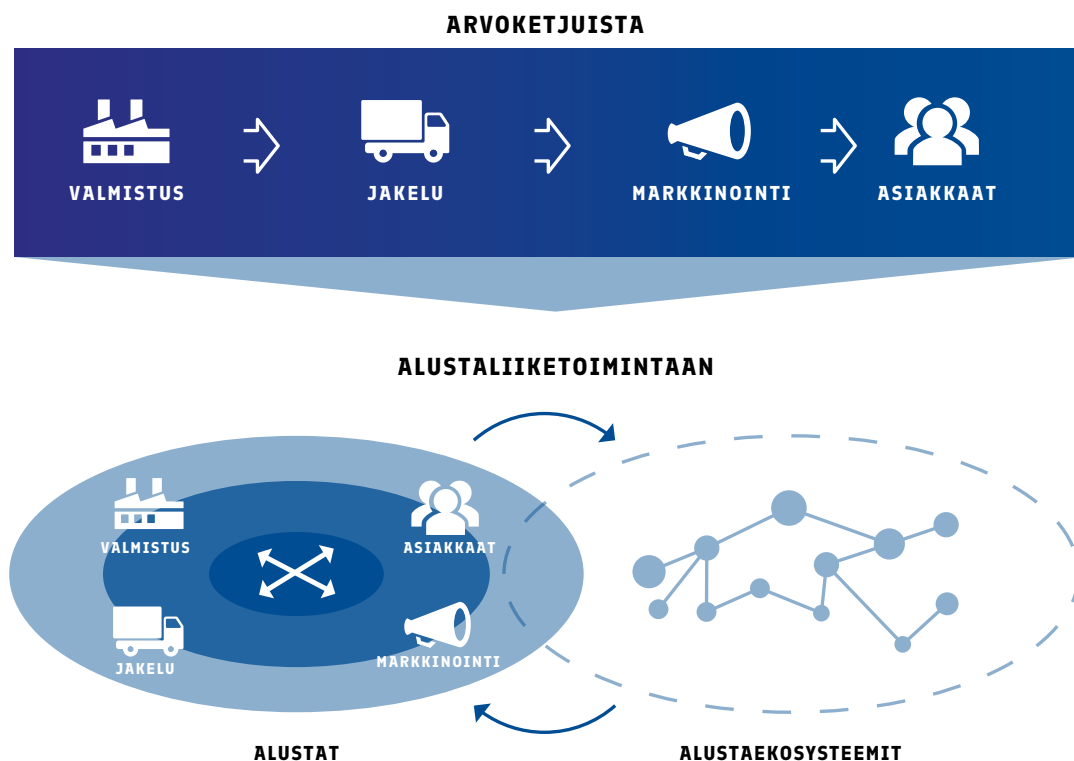 ARVOKETJUISTA
VALMISTUS
JAKELU
MARKKINOINTI
ASIAKKAAT
ALUSTALIIKETOIMINTAAN
VALMISTUS
ASIAKKAAT
JAKELU
MARKKINOINTI
ALUSTAT
ALUSTAEKOSYSTEEMIT